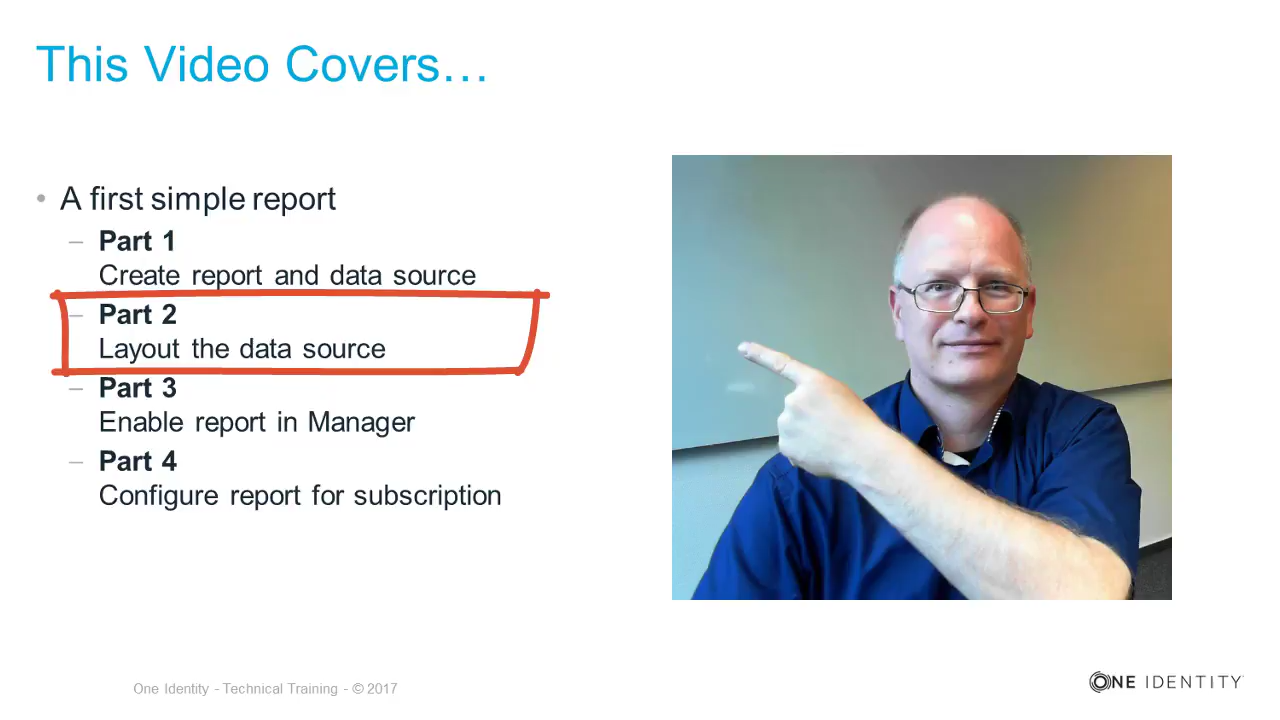 This Video Covers…
• A first simple report
– Part 1
Create report and data source
– Part 2
Layout the data source
– Part 3
Enable report in Manager
– Part 4
Configure report for subscription
One Identity - Technical Training - © 2017
ONE IDENTITY